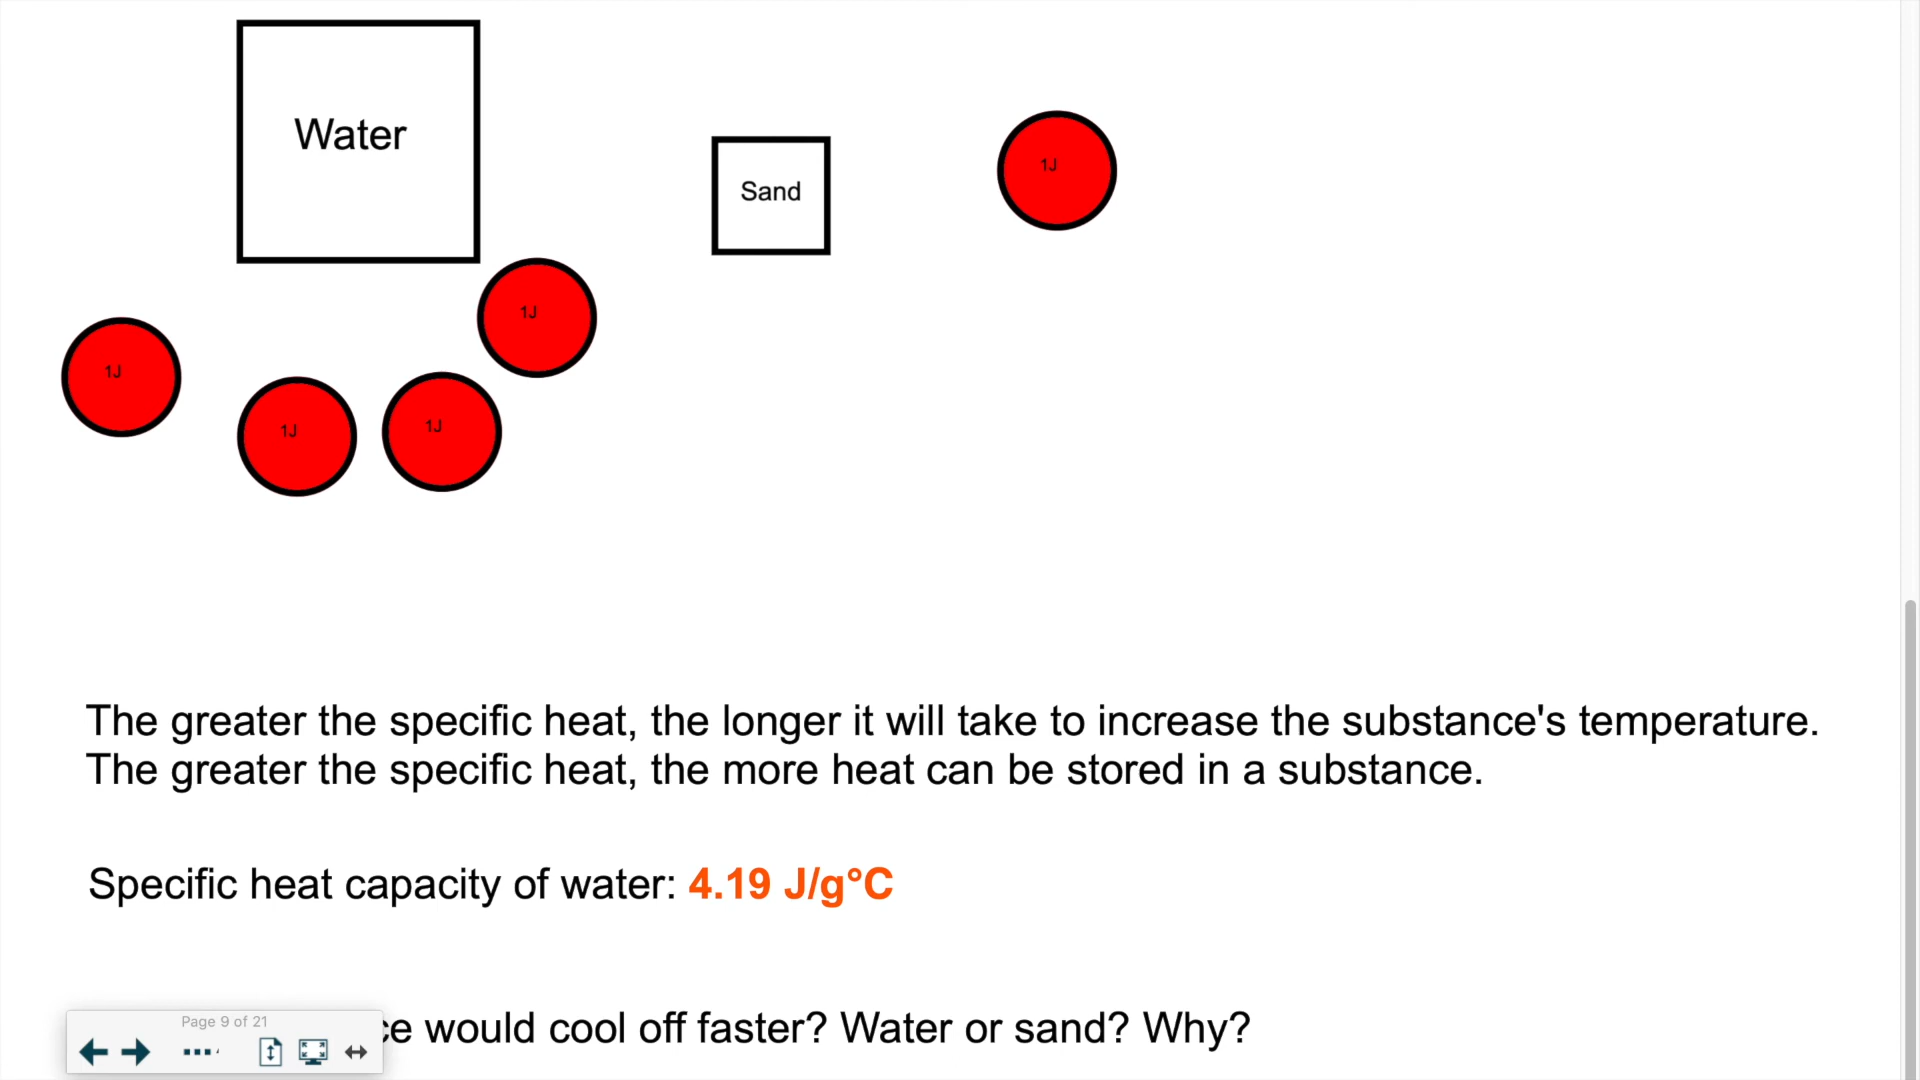 Water
Sand
1J
1J
1J
1J
1J
The greater the specific heat, the longer it will take to increase the substance's temperature.
The greater the specific heat, the more heat can be stored in a substance.
Specific heat capacity of water: 4.19 J/g°C
would cool off faster? Water or sand? Why?
Page 9 of 21